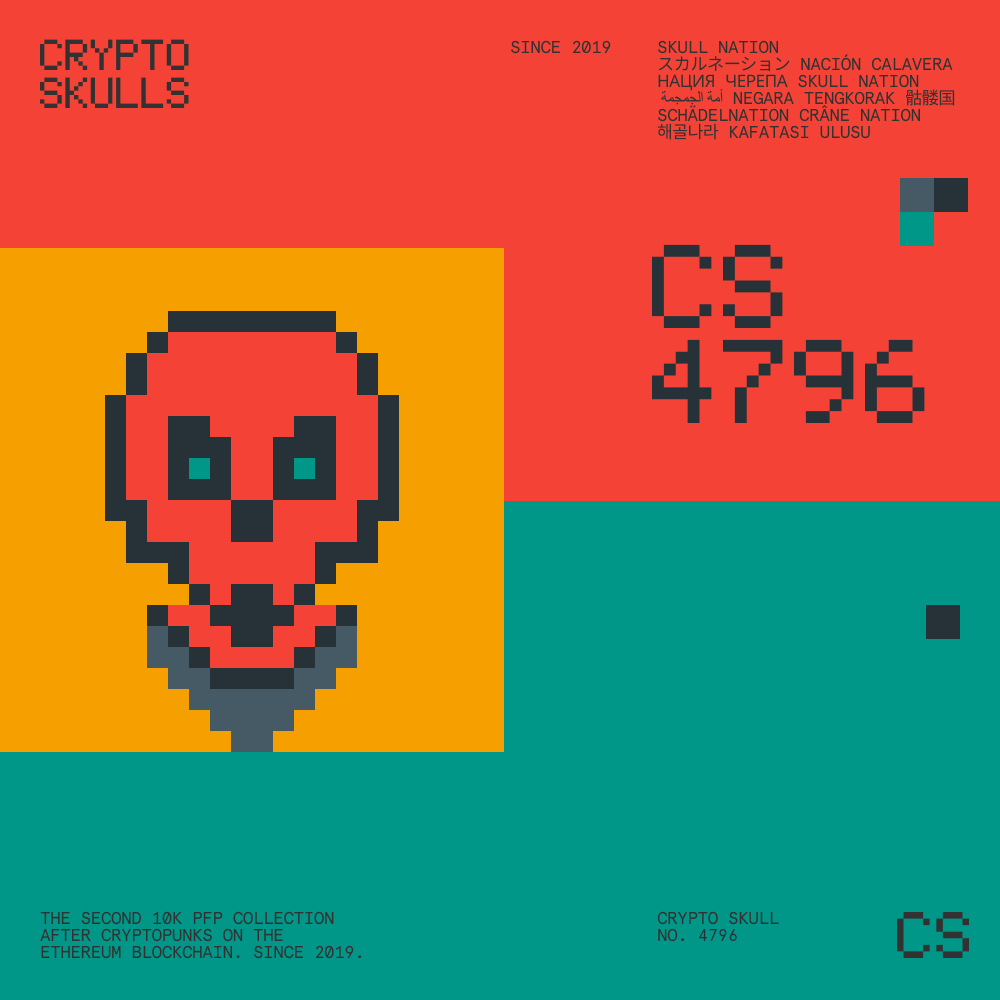 CRYPTO
SKULLS
SINCE 2019
SKULL NATION
スカルネーション NACIÓN CALAVERA
НАЦИЯ ЧЕРЕПА SKULL NATION
أمة الجمجمة NEGARA TENGKORAK 骷髅国
SCHÄDELNATION CRÂNE NATION
해골나라 KAFATASI ULUSU
CS
4796
THE SECOND 10K PFP COLLECTION
AFTER CRYPTOPUNKS ON THE
ETHEREUM BLOCKCHAIN. SINCE 2019.
CRYPTO SKULL
NO. 4796
CS